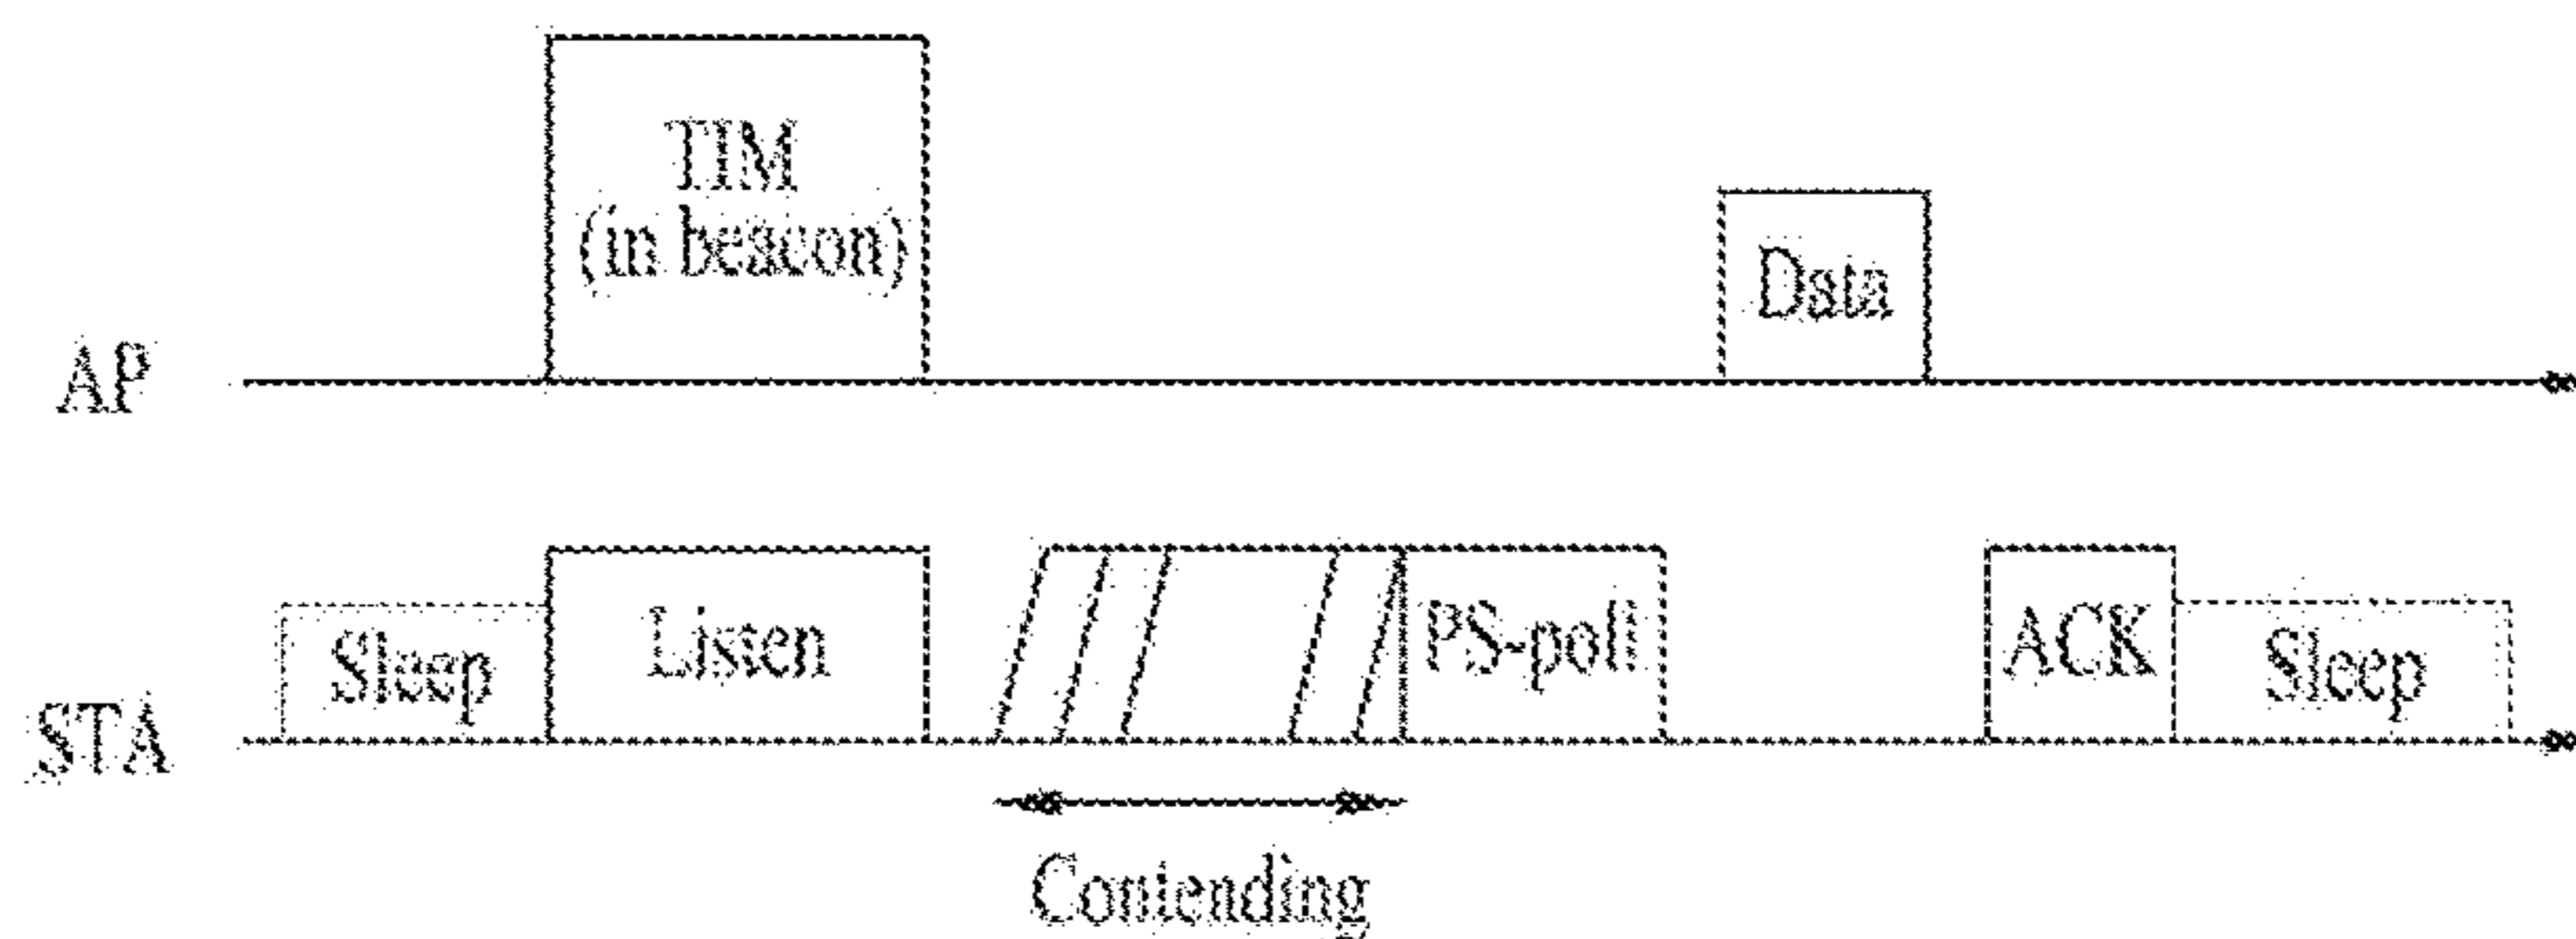 TIM
(in beacon)
Data
AP
Sleep
Listen
PS-poll
ACK
Sleep
STA
Contending